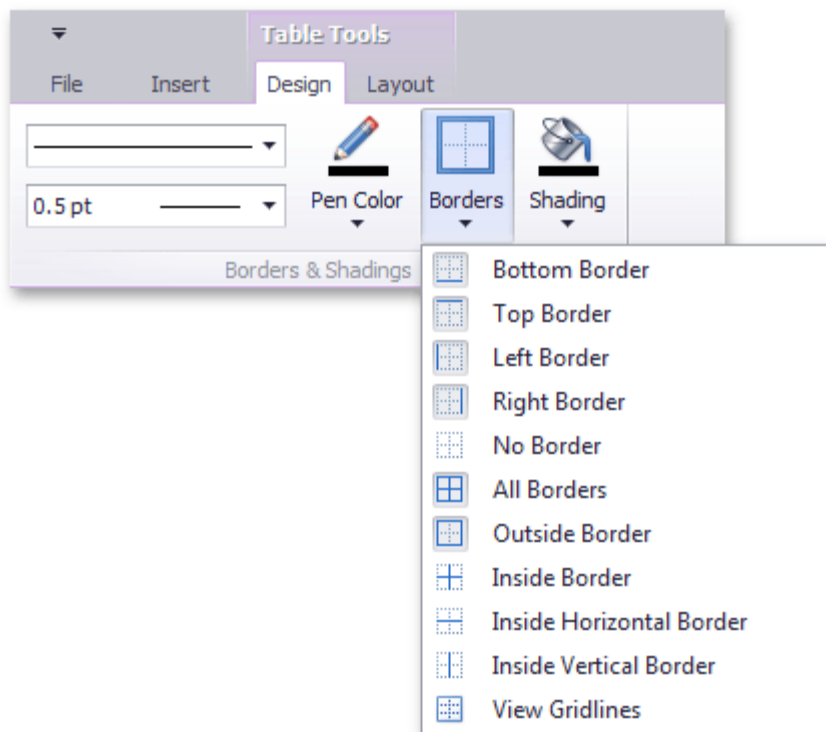 Table Tools
File Insert Design Layout
Pen Color Borders Shading
0.5 pt
Borders & Shadings
Bottom Border
Top Border
Left Border
Right Border
No Border
All Borders
Outside Border
Inside Border
Inside Horizontal Border
Inside Vertical Border
View Gridlines